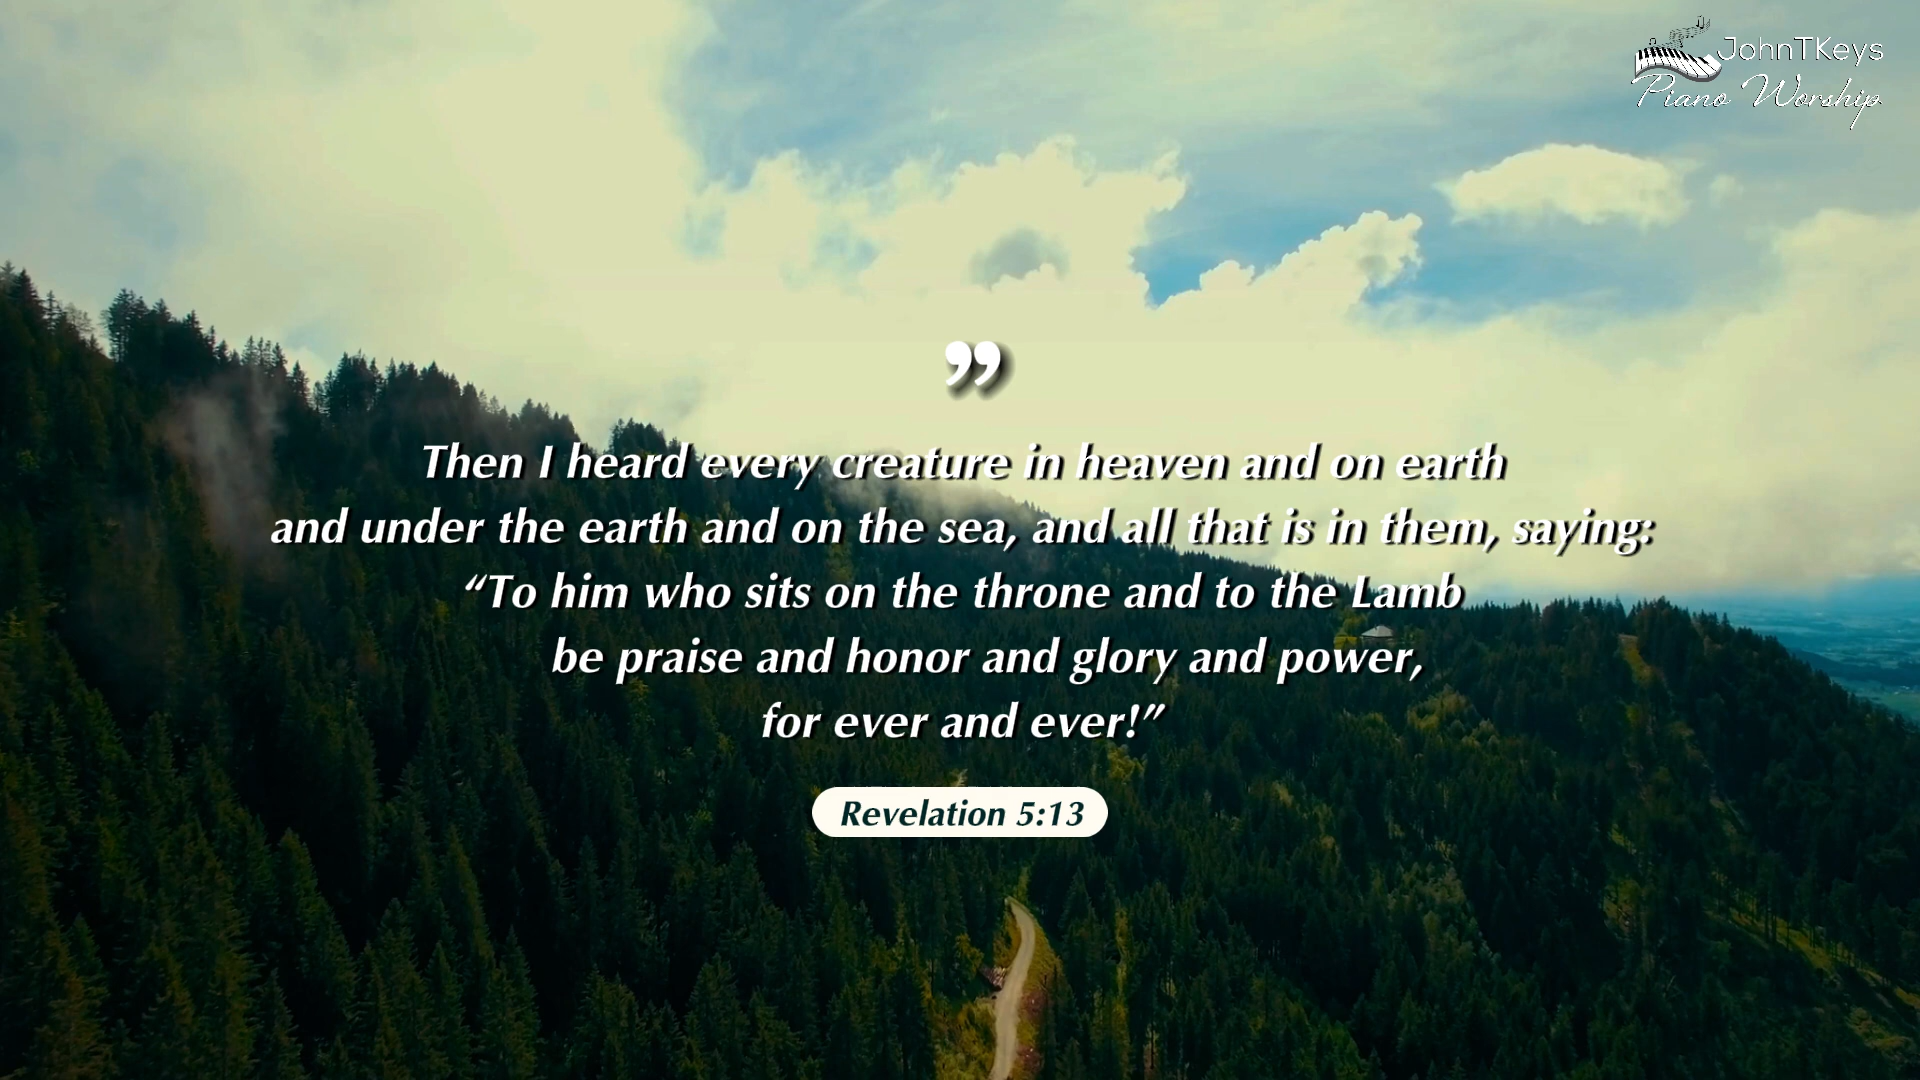 JohnTKeys
Piano Worship
”
Then I heard every creature in heaven and on earth
and under the earth and on the sea, and all that is in them, saying:
“To him who sits on the throne and to the Lamb
be praise and honor and glory and power,
for ever and ever!”
Revelation 5:13